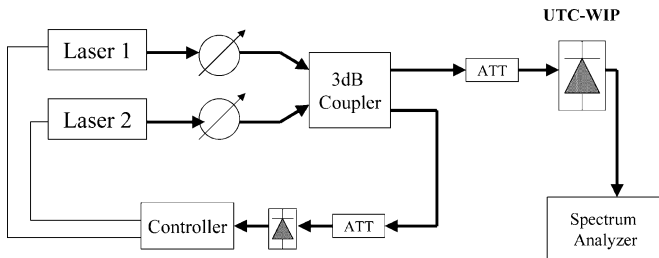 UTC-WIP
Laser 1
3dB
Coupler
ATT
Laser 2
Controller
ATT
Spectrum
Analyzer